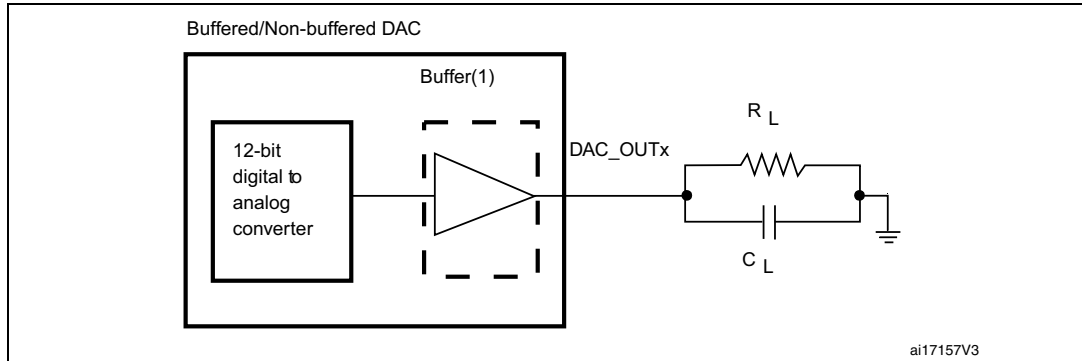 Buffered/Non-buffered DAC
Buffer(1)
12-bit
digital to
analog
converter
DAC_OUTx
R L
C L
ai17157V3